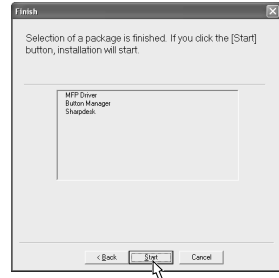 Finish
Selection of a package is finished. If you click the [Start]
button, installation will start.
MFP Driver
Button Manager
Sharpdesk
< Back
Start
Cancel